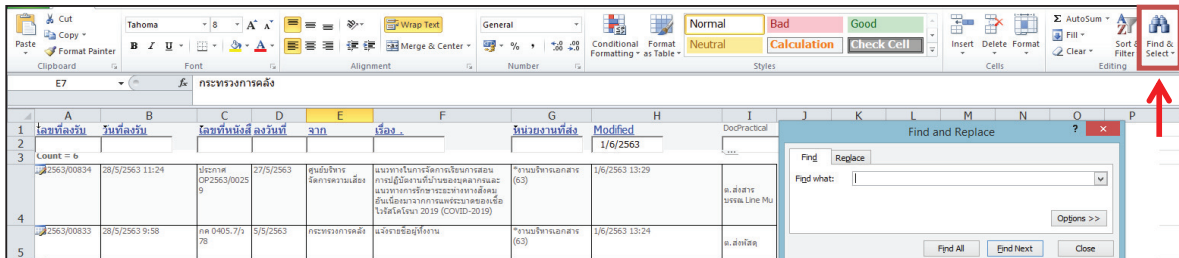 Cut
Copy
Format Painter
Paste
Clipboard
Tahoma
8
B I U
Font
Wrap Text
Merge & Center
Alignment
General
Number
Conditional Formatting
Format as Table
Normal
Bad
Good
Neutral
Calculation
Check Cell
Styles
Insert
Delete
Format
Cells
AutoSum
Fill
Clear
Sort & Filter
Find & Select
Editing
E7
fx
กระทรวงการคลัง
A B C D E F G H I J K L M N O P
1 เลขที่ลงรับ วันที่ลงรับ เลขที่หนังสื ลงวันที่ จาก เรื่อง . หน่วยงานที่ส่ง Modified DocPractical
2 1/6/2563
3 Count = 6
4 2563/00834 28/5/2563 11:24
ประกาศ
OP2563/0025
9
27/5/2563
ศูนย์บริหาร
จัดการความเสี่ยง
แนวทางในการจัดการเรียนการสอน
การปฏิบัติงานที่บ้านของบุคลากรและ
แนวทางการรักษาระยะห่างทางสังคม
อันเนื่องมาจากการแพร่ระบาดของเชื้อ
ไวรัสโคโรนา 2019 (COVID-2019)
*งานบริหารเอกสาร
(63)
1/6/2563 13:29
ต.ส่งสาร
บรรณ Line Mu
5 2563/00833 28/5/2563 9:58
กค 0405.7/ว
78
5/5/2563
กระทรวงการคลัง
แจ้งรายชื่อผู้ทิ้งงาน
*งานบริหารเอกสาร
(63)
1/6/2563 13:24
ต.ส่งพัสดุ
Find and Replace
Find
Replace
Find what:
Options >>
Find All
Find Next
Close